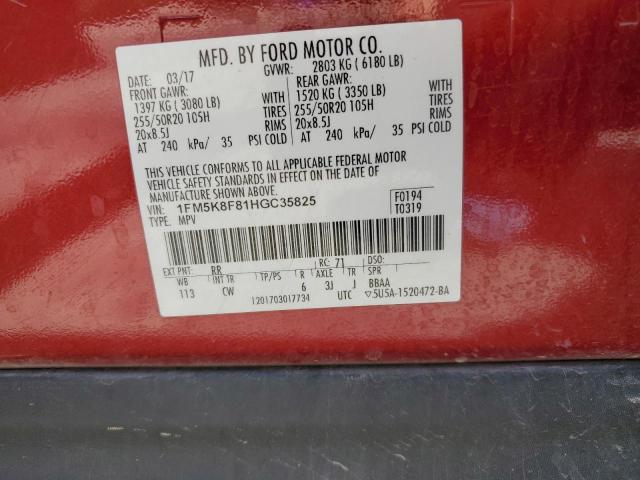 MFD. BY FORD MOTOR CO.
DATE: 03/17 GVWR: 2803 KG ( 6180 LB)
FRONT GAWR: REAR GAWR:
1397 KG ( 3080 LB) WITH 1520 KG ( 3350 LB) WITH
255/50R20 105H TIRES 255/50R20 105H TIRES
20x8.5J RIMS 20x8.5J RIMS
AT 240 kPa/ 35 PSI COLD AT 240 kPa/ 35 PSI COLD
THIS VEHICLE CONFORMS TO ALL APPLICABLE FEDERAL MOTOR
VEHICLE SAFETY STANDARDS IN EFFECT ON THE DATE OF
MANUFACTURE SHOWN ABOVE.
VIN: 1FM5K8F81HGC35825 F0194
TYPE: MPV T0319
EXT PNT: RR RC: 71 DSO:
WB INT TR TP/PS R AXLE TR SPR
113 CW 6 3J J BBAA
1201703017734 UTC ▽5U5A-1520472-BA